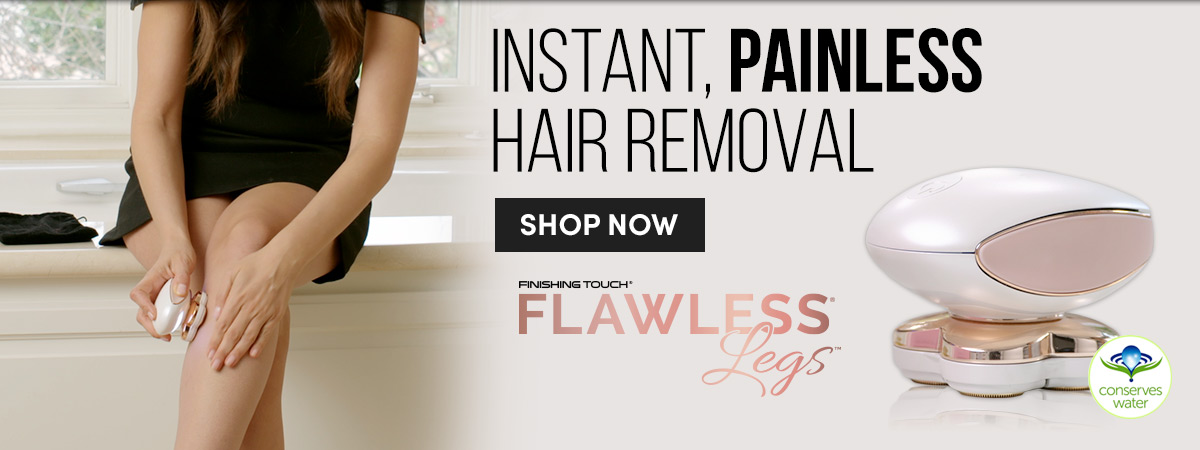 INSTANT, PAINLESS
HAIR REMOVAL
SHOP NOW
FINISHING TOUCH®
FLAWLESS®
Legs™
conserves
water